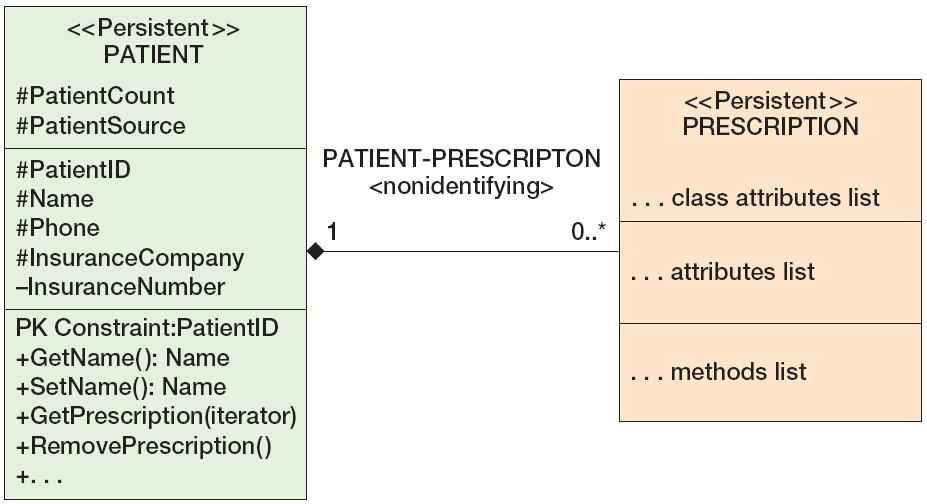 <<Persistent>>
PATIENT
#PatientCount
#PatientSource
#PatientID
#Name
#Phone
#InsuranceCompany
–InsuranceNumber
PK Constraint:PatientID
+GetName(): Name
+SetName(): Name
+GetPrescription(iterator)
+RemovePrescription()
+. . .
PATIENT-PRESCRIPTON
<nonidentifying>
1
0..*
<<Persistent>>
PRESCRIPTION
. . . class attributes list
. . . attributes list
. . . methods list